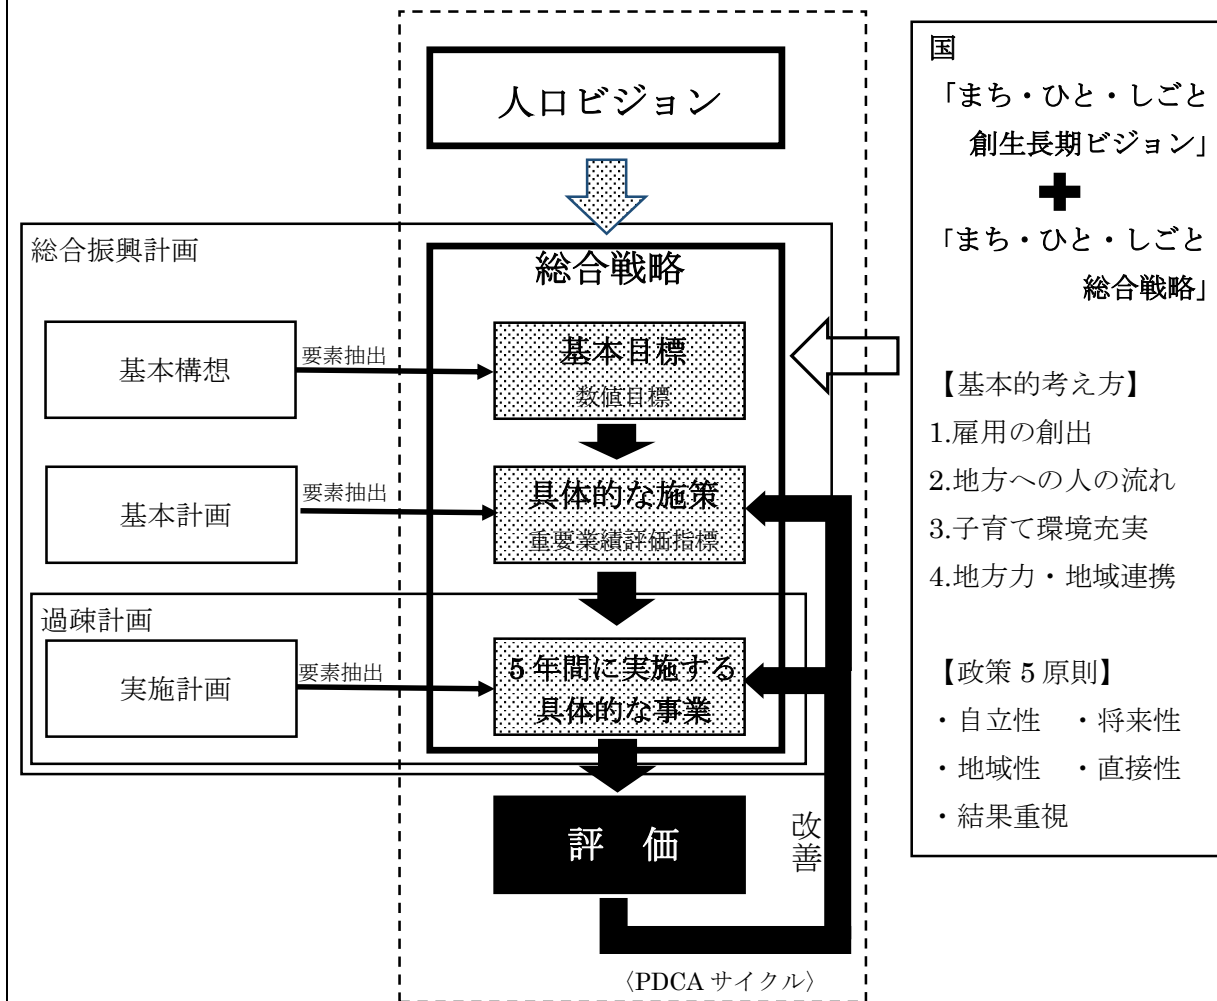 人口ビジョン
総合振興計画
総合戦略
基本構想
要素抽出
基本目標
数値目標
基本計画
要素抽出
具体的な施策
重要業績評価指標
過疎計画
実施計画
要素抽出
5年間に実施する
具体的な事業
評　価
改善
〈PDCAサイクル〉
国
「まち・ひと・しごと
創生長期ビジョン」
「まち・ひと・しごと
総合戦略」
【基本的考え方】
1.雇用の創出
2.地方への人の流れ
3.子育て環境充実
4.地方力・地域連携
【政策5原則】
・自立性　・将来性
・地域性　・直接性
・結果重視